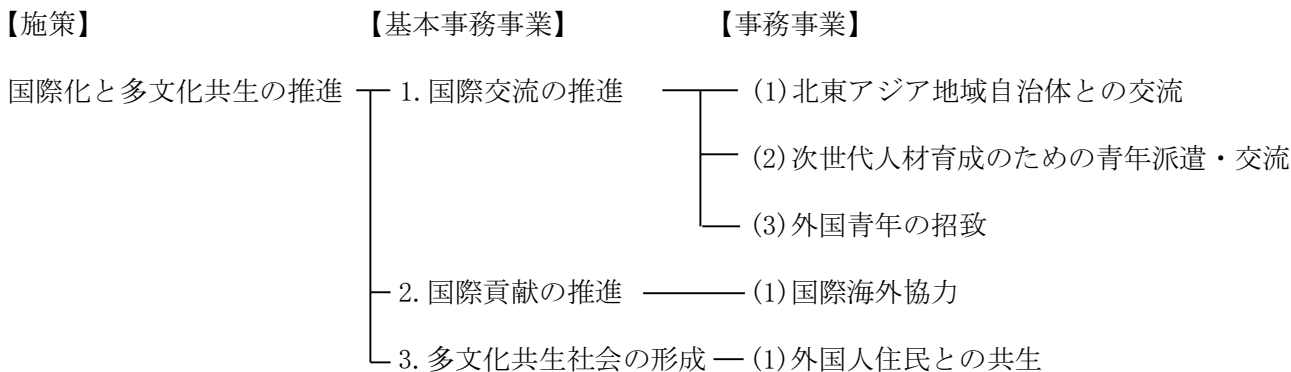 【施策】 【基本事務事業】 【事務事業】
国際化と多文化共生の推進 1.国際交流の推進 (1)北東アジア地域自治体との交流
(2)次世代人材育成のための青年派遣・交流
(3)外国青年の招致
2.国際貢献の推進 (1)国際海外協力
3.多文化共生社会の形成 (1)外国人住民との共生